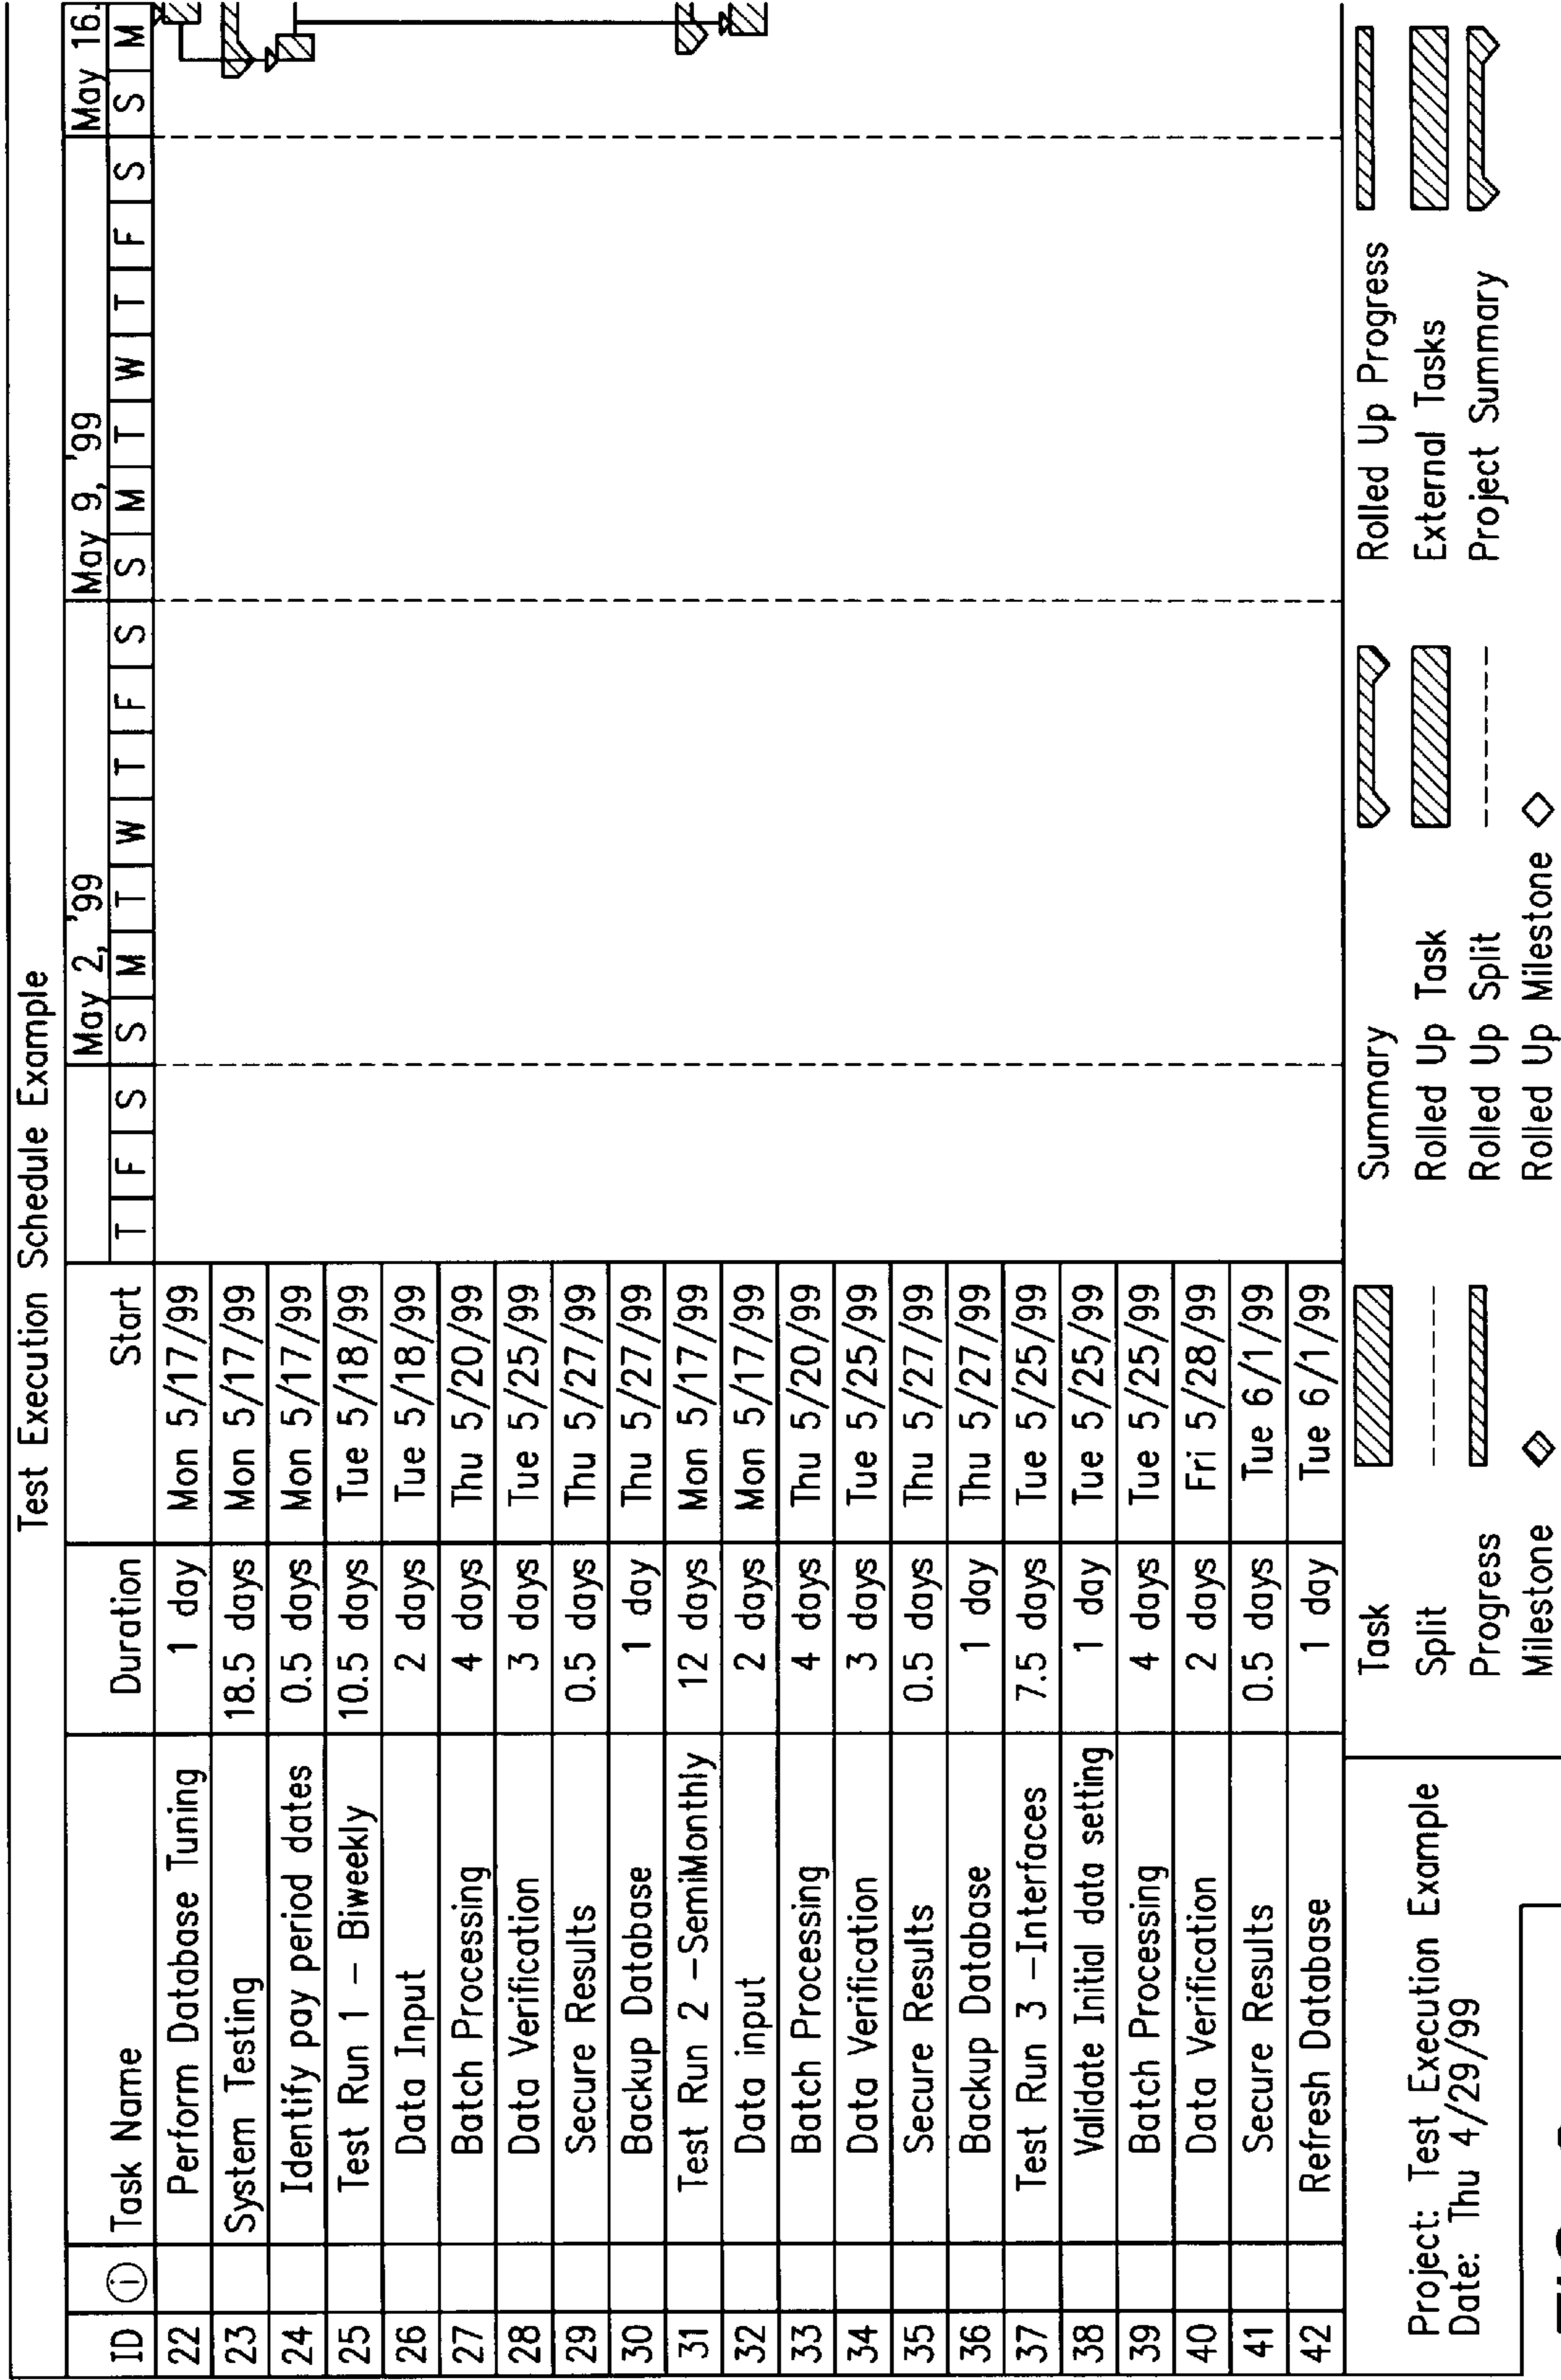 Test Execution Schedule Example
May 2, '99 May 9, '99 May 16,
ID i Task Name Duration Start T F S S M T W T F S S M T W T F S S M
22 Perform Database Tuning 1 day Mon 5/17/99
23 System Testing 18.5 days Mon 5/17/99
24 Identify pay period dates 0.5 days Mon 5/17/99
25 Test Run 1 – Biweekly 10.5 days Tue 5/18/99
26 Data Input 2 days Tue 5/18/99
27 Batch Processing 4 days Thu 5/20/99
28 Data Verification 3 days Tue 5/25/99
29 Secure Results 0.5 days Thu 5/27/99
30 Backup Database 1 day Thu 5/27/99
31 Test Run 2 –SemiMonthly 12 days Mon 5/17/99
32 Data input 2 days Mon 5/17/99
33 Batch Processing 4 days Thu 5/20/99
34 Data Verification 3 days Tue 5/25/99
35 Secure Results 0.5 days Thu 5/27/99
36 Backup Database 1 day Thu 5/27/99
37 Test Run 3 –Interfaces 7.5 days Tue 5/25/99
38 Validate Initial data setting 1 day Tue 5/25/99
39 Batch Processing 4 days Tue 5/25/99
40 Data Verification 2 days Fri 5/28/99
41 Secure Results 0.5 days Tue 6/1/99
42 Refresh Database 1 day Tue 6/1/99
Project: Test Execution Example
Date: Thu 4/29/99
Task Summary Rolled Up Progress
Split Rolled Up Task External Tasks
Progress Rolled Up Split Project Summary
Milestone Rolled Up Milestone